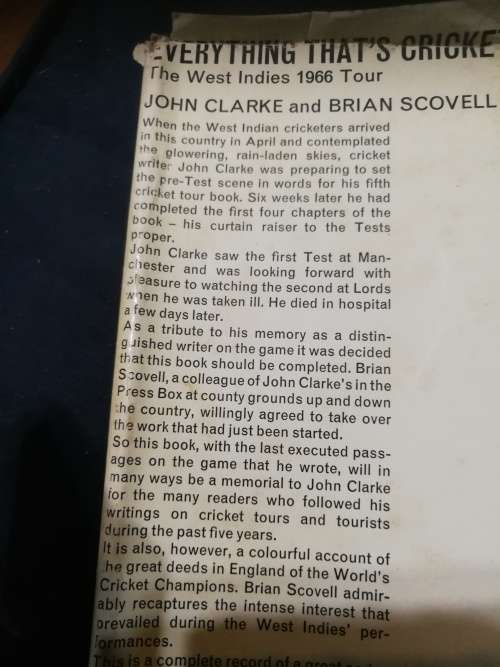 EVERYTHING THAT'S CRICKE
The West Indies 1966 Tour
JOHN CLARKE and BRIAN SCOVELL
When the West Indian cricketers arrived
in this country in April and contemplated
the glowering, rain-laden skies, cricket
writer John Clarke was preparing to set
the pre-Test scene in words for his fifth
cricket tour book. Six weeks later he had
completed the first four chapters of the
book – his curtain raiser to the Tests
proper.
John Clarke saw the first Test at Man-
chester and was looking forward with
pleasure to watching the second at Lords
when he was taken ill. He died in hospital
a few days later.
As a tribute to his memory as a distin-
guished writer on the game it was decided
that this book should be completed. Brian
Scovell, a colleague of John Clarke's in the
Press Box at county grounds up and down
the country, willingly agreed to take over
the work that had just been started.
So this book, with the last executed pass-
ages on the game that he wrote, will in
many ways be a memorial to John Clarke
for the many readers who followed his
writings on cricket tours and tourists
during the past five years.
It is also, however, a colourful account of
the great deeds in England of the World's
Cricket Champions. Brian Scovell admir-
ably recaptures the intense interest that
prevailed during the West Indies' per-
formances.
This is a complete record of a great